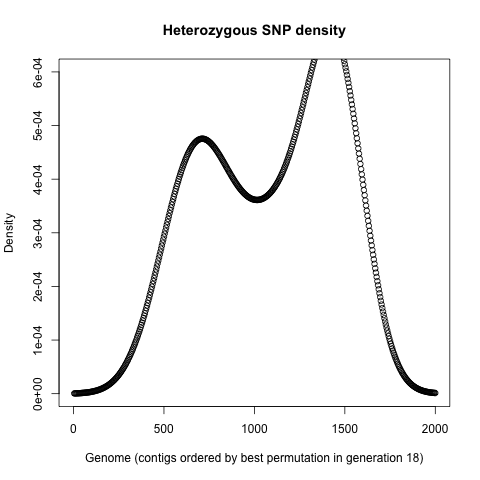 Heterozygous SNP density
Density
6e-04
5e-04
4e-04
3e-04
2e-04
1e-04
0e+00
0 500 1000 1500 2000
Genome (contigs ordered by best permutation in generation 18)